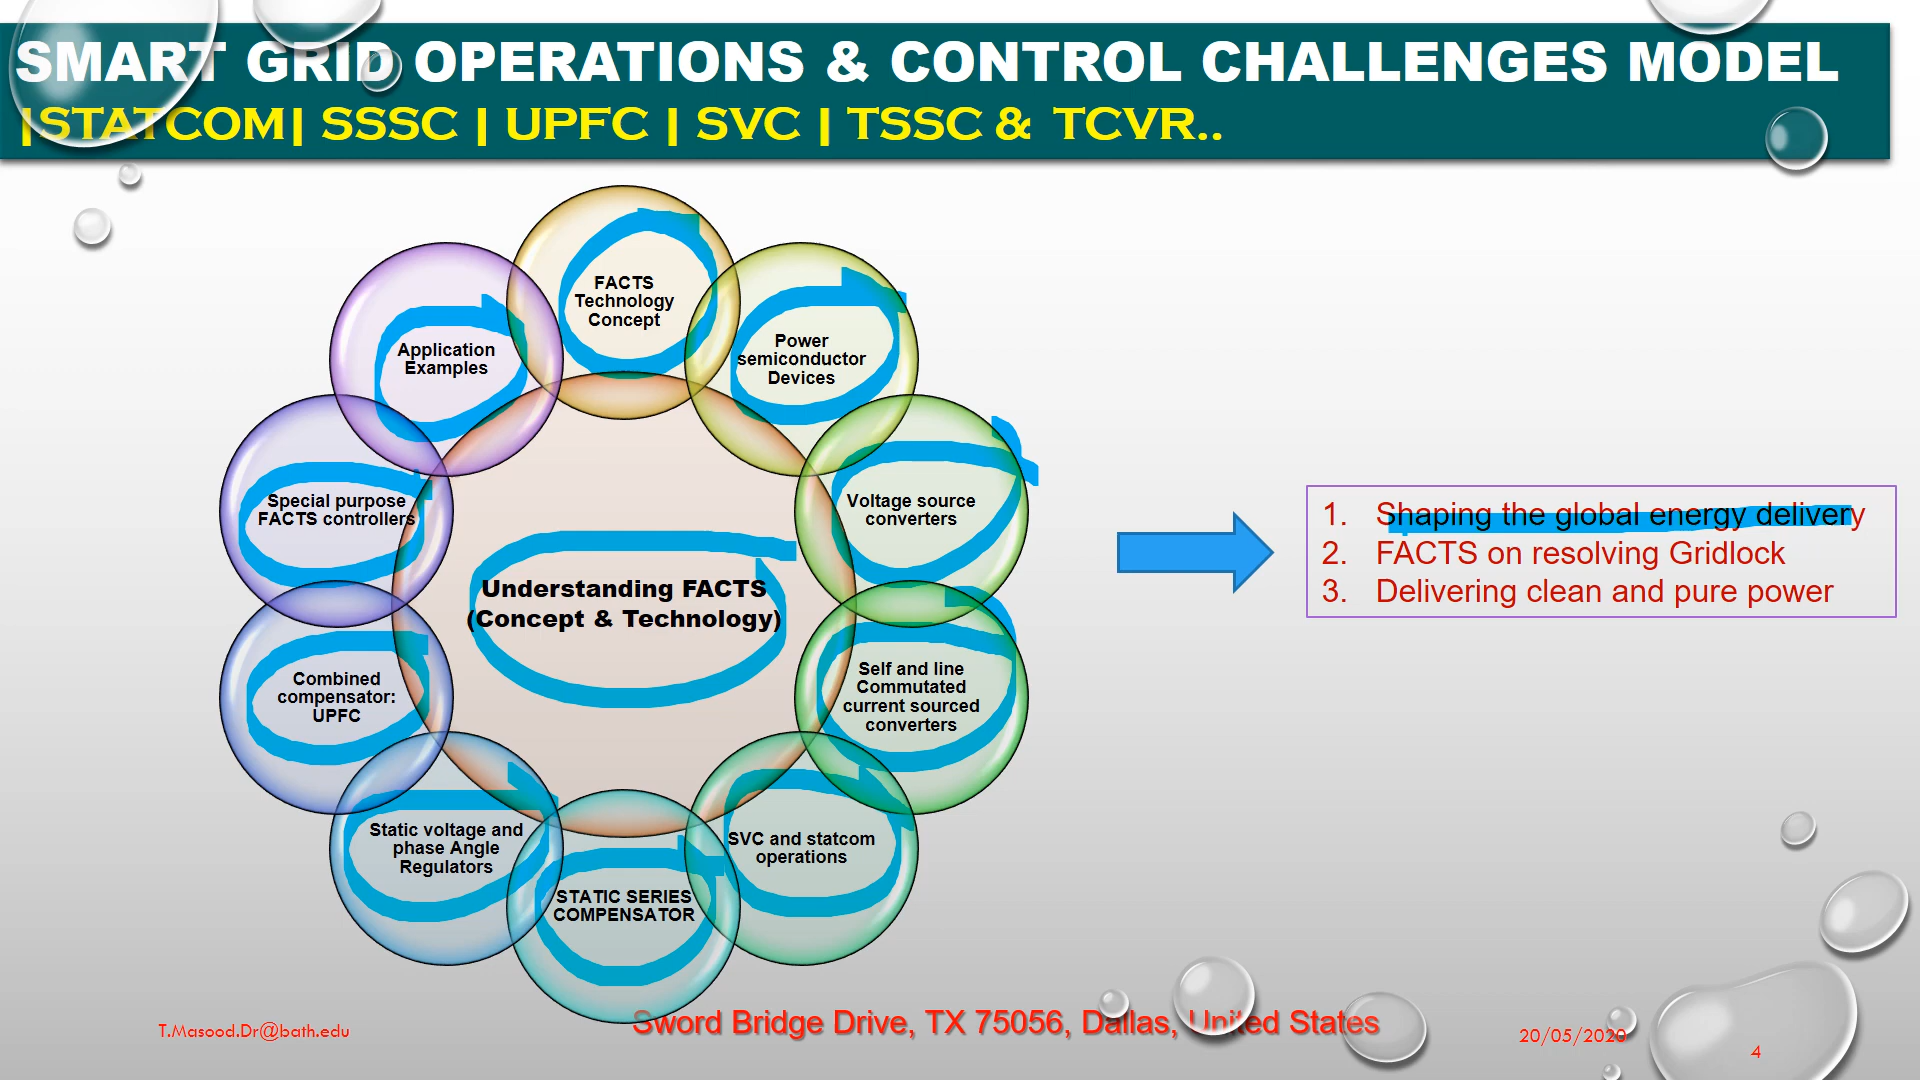 SMART GRID OPERATIONS & CONTROL CHALLENGES MODEL
|STATCOM| SSSC | UPFC | SVC | TSSC & TCVR..
FACTS
Technology
Concept
Power
semiconductor
Devices
Voltage source
converters
Self and line
Commutated
current sourced
converters
SVC and statcom
operations
STATIC SERIES
COMPENSATOR
Static voltage and
phase Angle
Regulators
Combined
compensator:
UPFC
Special purpose
FACTS controllers
Application
Examples
Understanding FACTS
(Concept & Technology)
1. Shaping the global energy delivery
2. FACTS on resolving Gridlock
3. Delivering clean and pure power
T.Masood.Dr@bath.edu
Sword Bridge Drive, TX 75056, Dallas, United States
20/05/2020
4